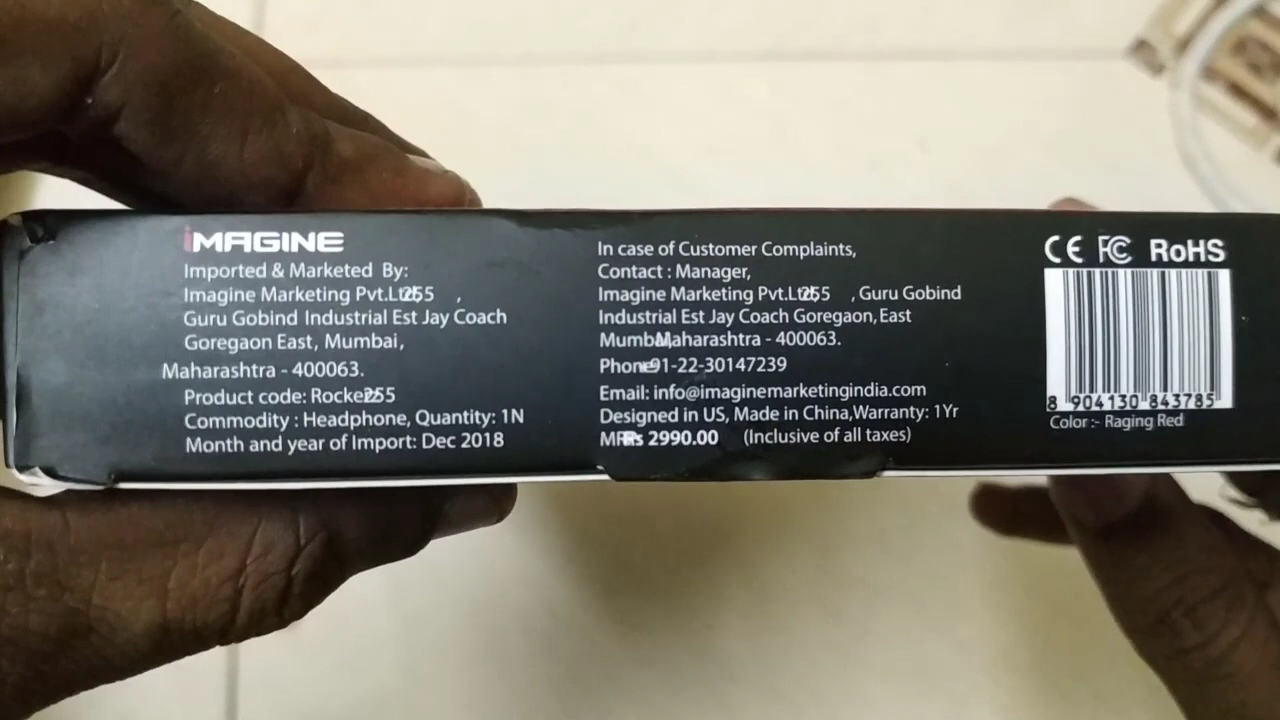 iMAGINE
Imported & Marketed By:
Imagine Marketing Pvt.Ltd, 255 ,
Guru Gobind Industrial Est Jay Coach
Goregaon East, Mumbai,
Maharashtra - 400063.
Product code: Rockerz 255
Commodity : Headphone, Quantity: 1N
Month and year of Import: Dec 2018
In case of Customer Complaints,
Contact : Manager,
Imagine Marketing Pvt.Ltd, 255 , Guru Gobind
Industrial Est Jay Coach Goregaon, East
Mumbai, Maharashtra - 400063.
Phone +91-22-30147239
Email: info@imaginemarketingindia.com
Designed in US, Made in China,Warranty: 1Yr
MRP: Rs 2990.00 (Inclusive of all taxes)
CE FC RoHS
8 904130 843785
Color :- Raging Red